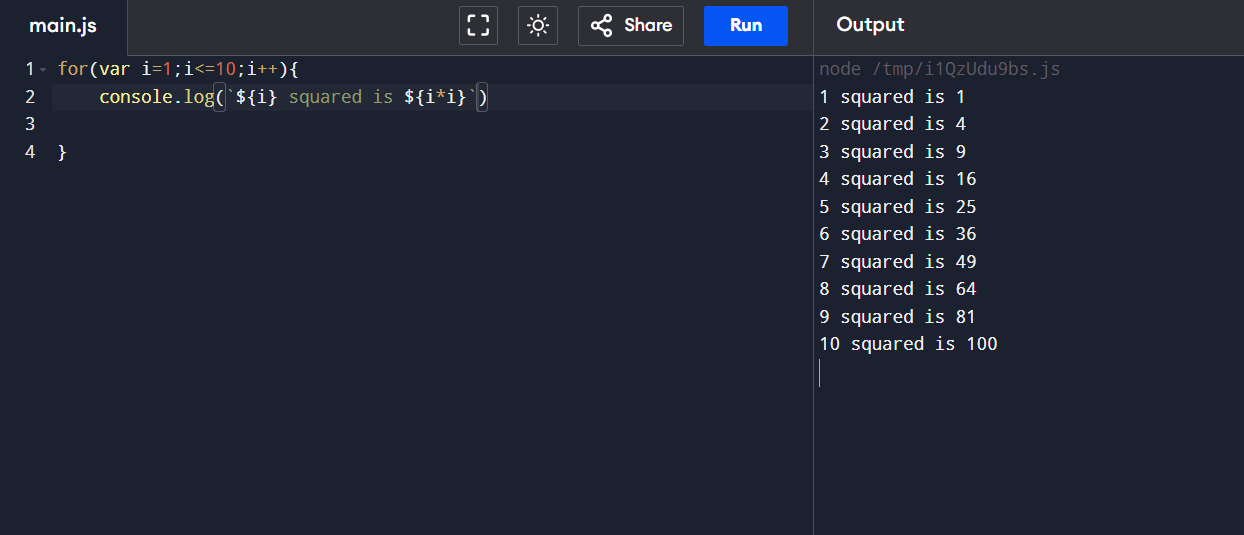 main.js
Share
Run
Output
1 for(var i=1;i<=10;i++){
2     console.log(`${i} squared is ${i*i}`)
3
4 }
node /tmp/i1QzUdu9bs.js
1 squared is 1
2 squared is 4
3 squared is 9
4 squared is 16
5 squared is 25
6 squared is 36
7 squared is 49
8 squared is 64
9 squared is 81
10 squared is 100